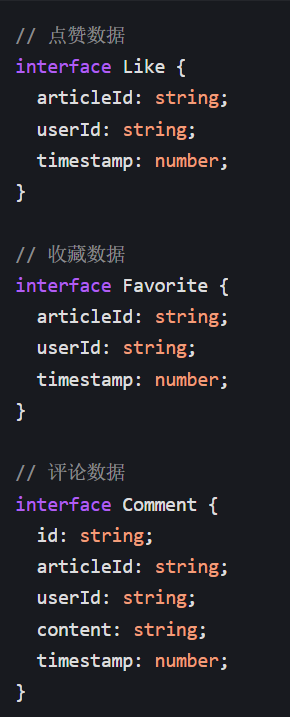 // 点赞数据
interface Like {
  articleId: string;
  userId: string;
  timestamp: number;
}

// 收藏数据
interface Favorite {
  articleId: string;
  userId: string;
  timestamp: number;
}

// 评论数据
interface Comment {
  id: string;
  articleId: string;
  userId: string;
  content: string;
  timestamp: number;
}